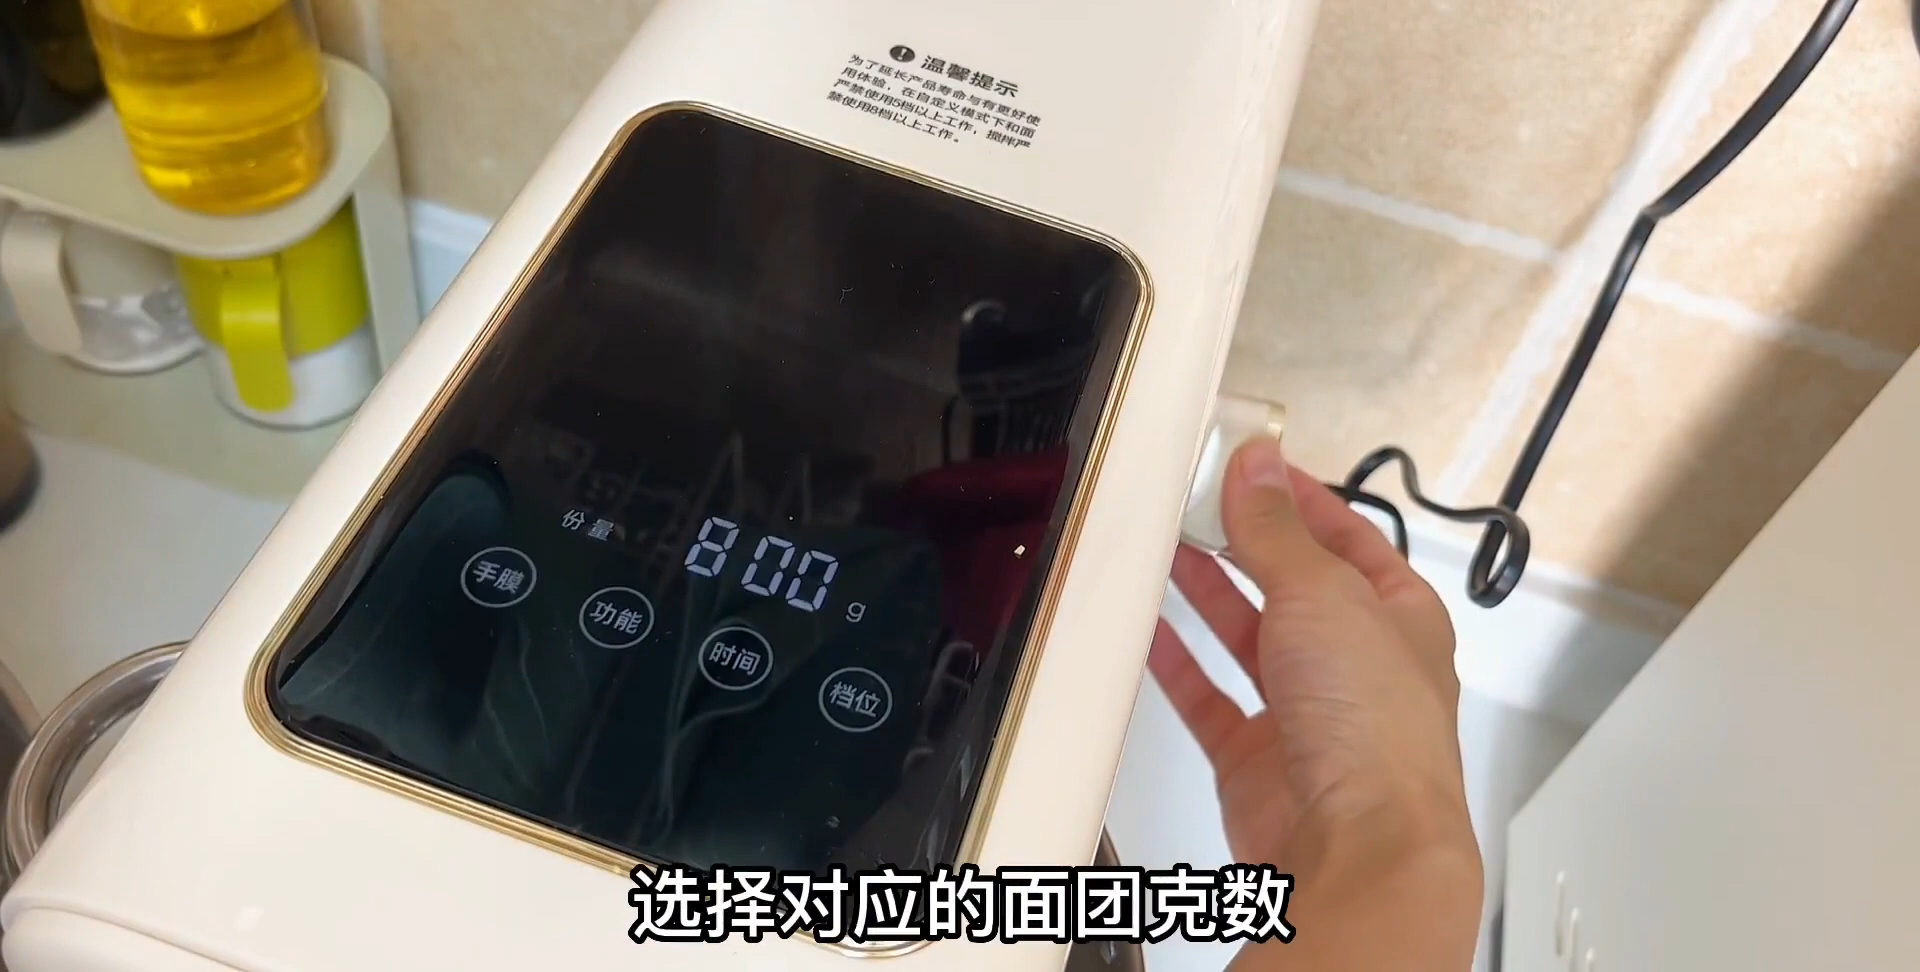 温馨提示
为了延长产品寿命与有更好使
用体验，在自定义模式下和面
严禁使用5档以上工作，搅拌严
禁使用8档以上工作。
份量
800 g
手膜
功能
时间
档位
选择对应的面团克数